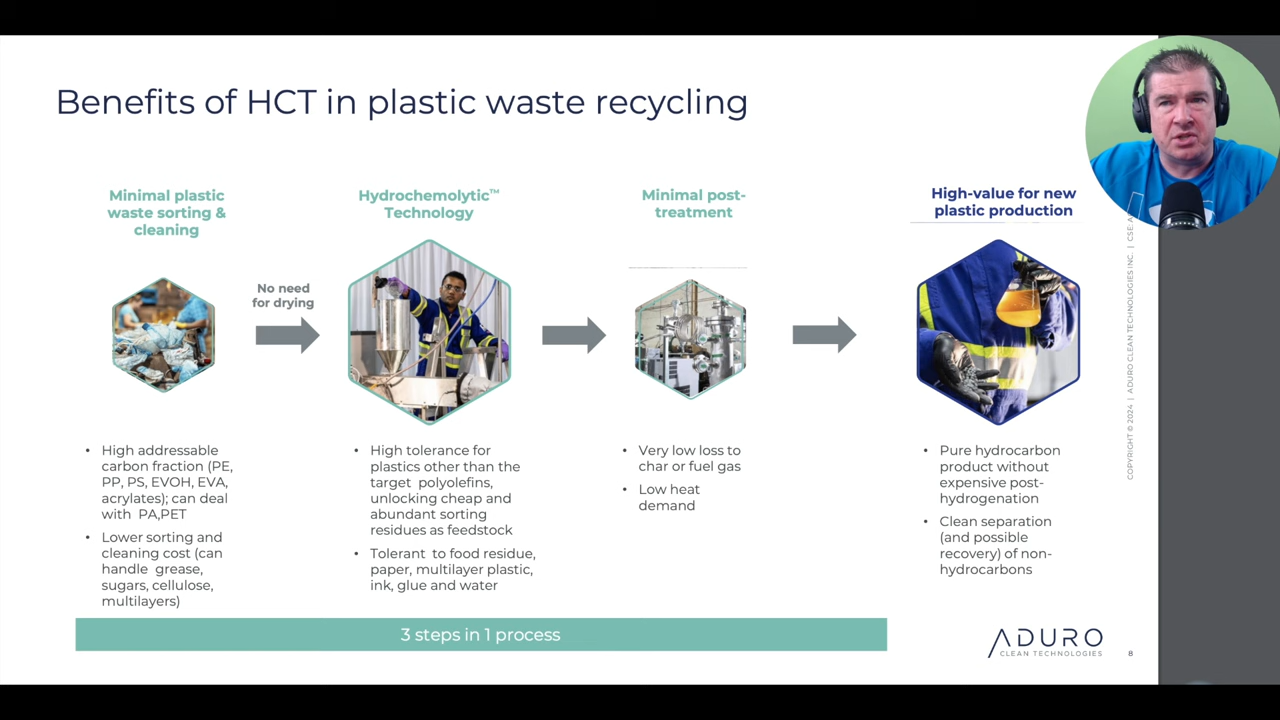 Benefits of HCT in plastic waste recycling
Minimal plastic
waste sorting &
cleaning
No need
for drying
Hydrochemolytic™
Technology
Minimal post-
treatment
High-value for new
plastic production
• High addressable
carbon fraction (PE,
PP, PS, EVOH, EVA,
acrylates); can deal
with PA,PET
• Lower sorting and
cleaning cost (can
handle grease,
sugars, cellulose,
multilayers)
• High tolerance for
plastics other than the
target polyolefins,
unlocking cheap and
abundant sorting
residues as feedstock
• Tolerant to food residue,
paper, multilayer plastic,
ink, glue and water
• Very low loss to
char or fuel gas
• Low heat
demand
• Pure hydrocarbon
product without
expensive post-
hydrogenation
• Clean separation
(and possible
recovery) of non-
hydrocarbons
3 steps in 1 process
ADURO
CLEAN TECHNOLOGIES
8
COPYRIGHT © 2024 | ADURO CLEAN TECHNOLOGIES INC. | CSE: